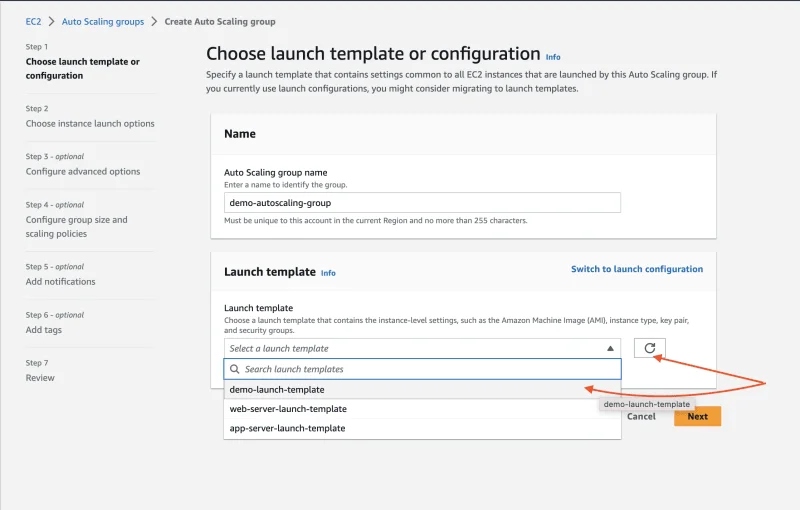 EC2 > Auto Scaling groups > Create Auto Scaling group
Step 1
Choose launch template or
configuration
Step 2
Choose instance launch options
Step 3 - optional
Configure advanced options
Step 4 - optional
Configure group size and
scaling policies
Step 5 - optional
Add notifications
Step 6 - optional
Add tags
Step 7
Review
Choose launch template or configuration Info
Specify a launch template that contains settings common to all EC2 instances that are launched by this Auto Scaling group. If
you currently use launch configurations, you might consider migrating to launch templates.
Name
Auto Scaling group name
Enter a name to identify the group.
demo-autoscaling-group
Must be unique to this account in the current Region and no more than 255 characters.
Launch template Info
Switch to launch configuration
Launch template
Choose a launch template that contains the instance-level settings, such as the Amazon Machine Image (AMI), instance type, key pair,
and security groups.
Select a launch template
Search launch templates
demo-launch-template
web-server-launch-template
app-server-launch-template
demo-launch-template
Cancel
Next